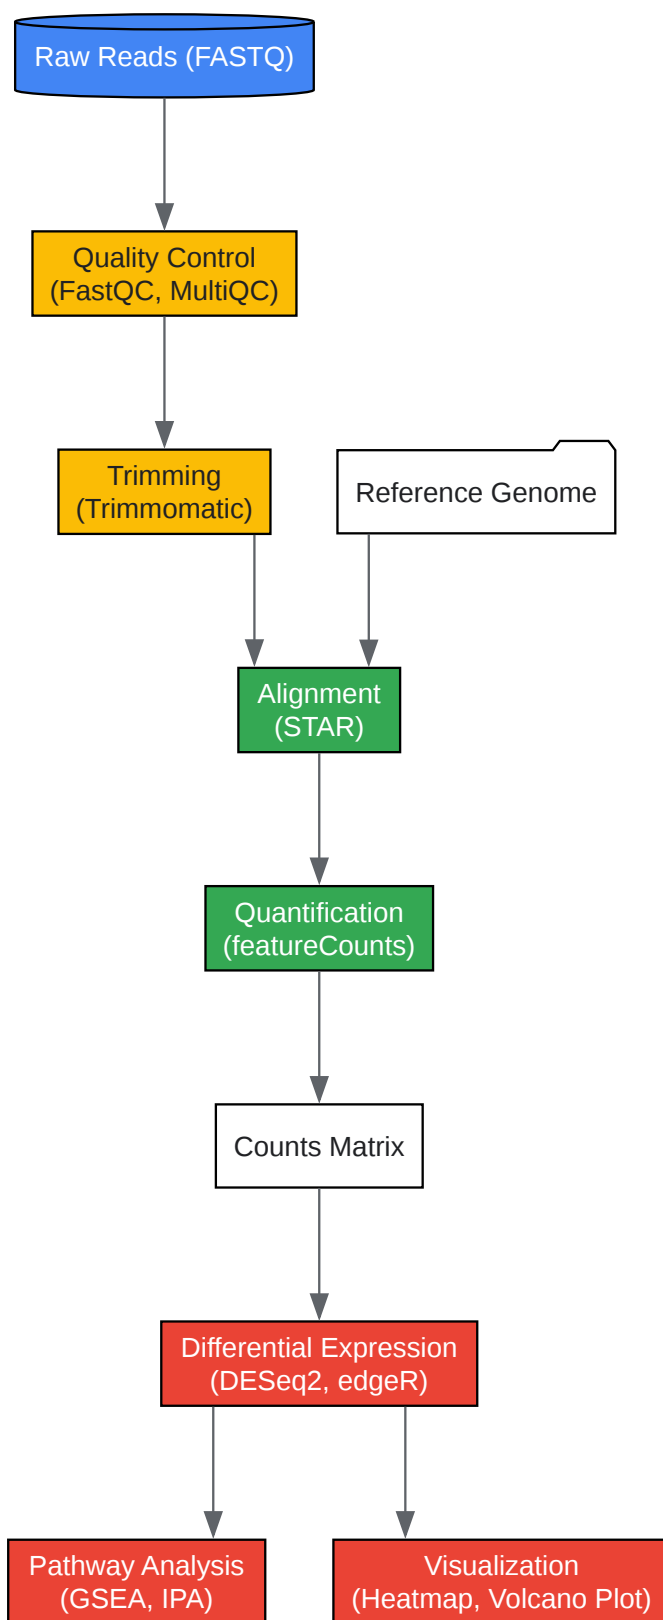 Raw Reads (FASTQ)
Quality Control
(FastQC, MultiQC)
Trimming
(Trimmomatic)
Reference Genome
Alignment
(STAR)
Quantification
(featureCounts)
Counts Matrix
Differential Expression
(DESeq2, edgeR)
Pathway Analysis
(GSEA, IPA)
Visualization
(Heatmap, Volcano Plot)